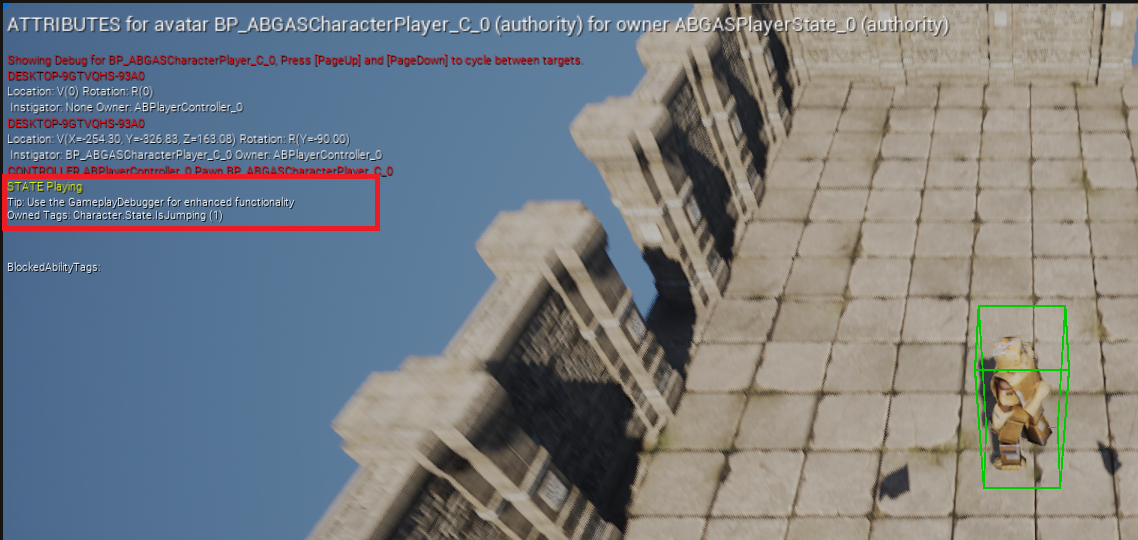 ATTRIBUTES for avatar BP_ABGASCharacterPlayer_C_0 (authority) for owner ABGASPlayerState_0 (authority)
Showing Debug for BP_ABGASCharacterPlayer_C_0, Press [PageUp] and [PageDown] to cycle between targets.
DESKTOP-9GTVQHS-93A0
Location: V(0) Rotation: R(0)
Instigator: None Owner: ABPlayerController_0
DESKTOP-9GTVQHS-93A0
Location: V(X=-254.30, Y=-326.83, Z=163.08) Rotation: R(Y=-90.00)
Instigator: BP_ABGASCharacterPlayer_C_0 Owner: ABPlayerController_0
CONTROLLER ABPlayerController_0 Pawn BP_ABGASCharacterPlayer_C_0
STATE Playing
Tip: Use the GameplayDebugger for enhanced functionality
Owned Tags: Character.State.IsJumping (1)
BlockedAbilityTags: